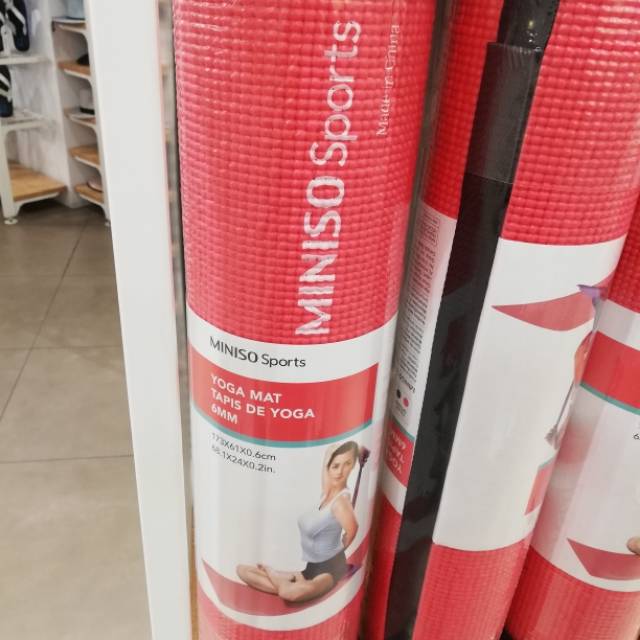 MINISO Sports
Made in China
MINISO Sports
YOGA MAT
TAPIS DE YOGA
6MM
173X61X0.6cm
68.1X24X0.2in.